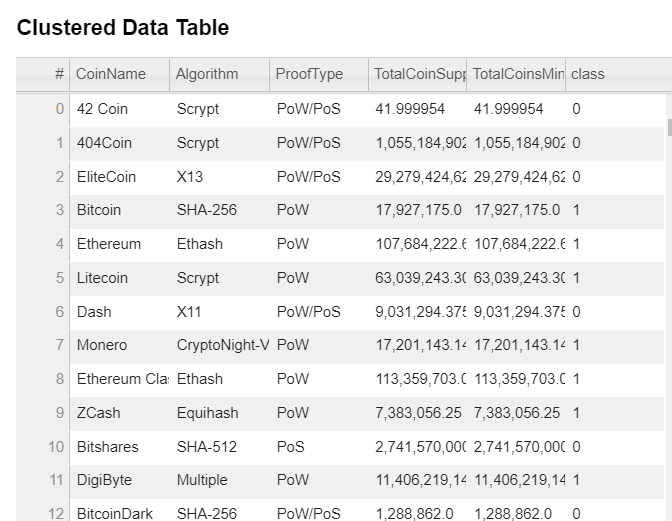 Clustered Data Table
# CoinName Algorithm ProofType TotalCoinSupp TotalCoinsMin class
0 42 Coin Scrypt PoW/PoS 41.999954 41.999954 0
1 404Coin Scrypt PoW/PoS 1,055,184,902 1,055,184,902 0
2 EliteCoin X13 PoW/PoS 29,279,424,62 29,279,424,62 0
3 Bitcoin SHA-256 PoW 17,927,175.0 17,927,175.0 1
4 Ethereum Ethash PoW 107,684,222.6 107,684,222.6 1
5 Litecoin Scrypt PoW 63,039,243.30 63,039,243.30 1
6 Dash X11 PoW/PoS 9,031,294.375 9,031,294.375 0
7 Monero CryptoNight-V PoW 17,201,143.14 17,201,143.14 1
8 Ethereum Clas Ethash PoW 113,359,703.0 113,359,703.0 1
9 ZCash Equihash PoW 7,383,056.25 7,383,056.25 1
10 Bitshares SHA-512 PoS 2,741,570,000 2,741,570,000 0
11 DigiByte Multiple PoW 11,406,219,14 11,406,219,14 1
12 BitcoinDark SHA-256 PoW/PoS 1,288,862.0 1,288,862.0 0